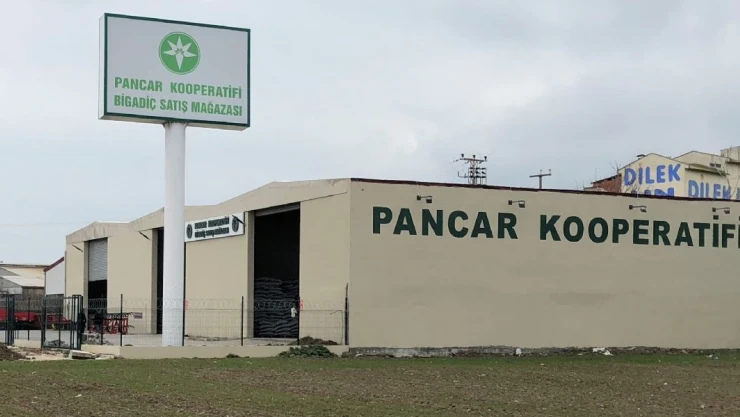 PANCAR KOOPERATİFİ
BİGADİÇ SATIŞ MAĞAZASI
PANCAR KOOPERATİFİ
DİLEK
DİLEK